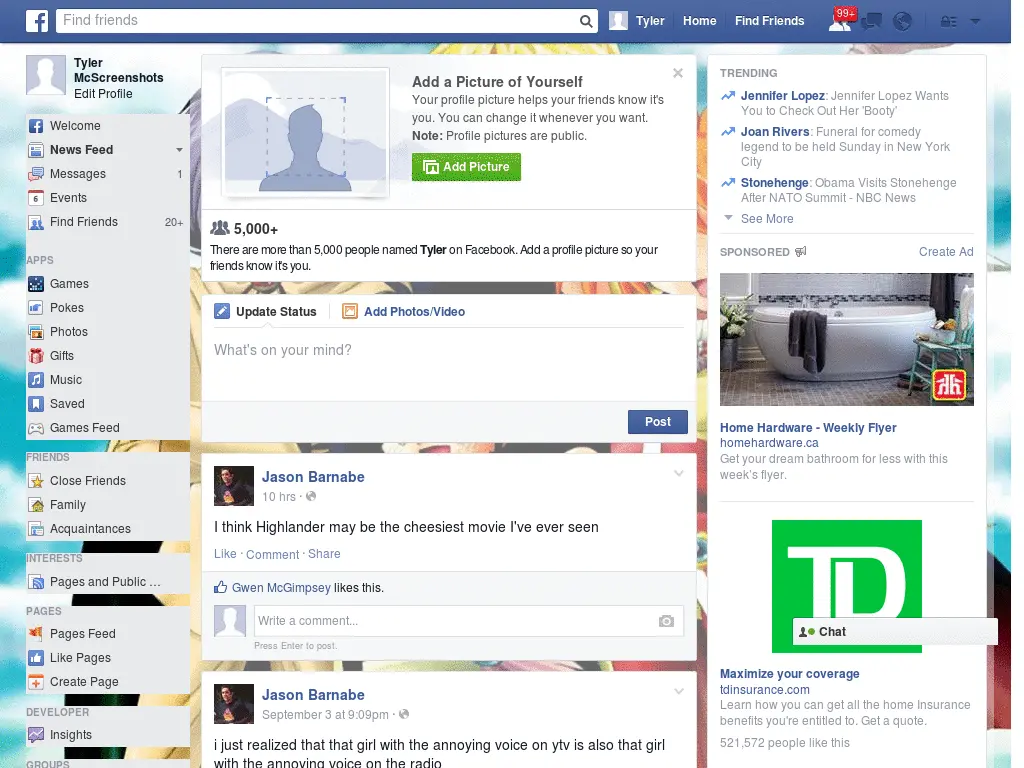 Find friends
Tyler
Home
Find Friends
99+
Tyler
McScreenshots
Edit Profile
Welcome
News Feed
Messages 1
6 Events
Find Friends 20+
APPS
Games
Pokes
Photos
Gifts
Music
Saved
Games Feed
FRIENDS
Close Friends
Family
Acquaintances
INTERESTS
Pages and Public ...
PAGES
Pages Feed
Like Pages
Create Page
DEVELOPER
Insights
GROUPS
Add a Picture of Yourself
Your profile picture helps your friends know it's
you. You can change it whenever you want.
Note: Profile pictures are public.
Add Picture
5,000+
There are more than 5,000 people named Tyler on Facebook. Add a profile picture so your
friends know it's you.
Update Status
Add Photos/Video
What's on your mind?
Post
Jason Barnabe
10 hrs ·
I think Highlander may be the cheesiest movie I've ever seen
Like · Comment · Share
Gwen McGimpsey likes this.
Write a comment...
Press Enter to post.
Jason Barnabe
September 3 at 9:09pm ·
i just realized that that girl with the annoying voice on ytv is also that girl
with the annoying voice on the radio
TRENDING
Jennifer Lopez: Jennifer Lopez Wants
You to Check Out Her 'Booty'
Joan Rivers: Funeral for comedy
legend to be held Sunday in New York
City
Stonehenge: Obama Visits Stonehenge
After NATO Summit - NBC News
See More
SPONSORED
Create Ad
Home Hardware - Weekly Flyer
homehardware.ca
Get your dream bathroom for less with this
week's flyer.
TD
Chat
Maximize your coverage
tdinsurance.com
Learn how you can get all the home Insurance
benefits you're entitled to. Get a quote.
521,572 people like this